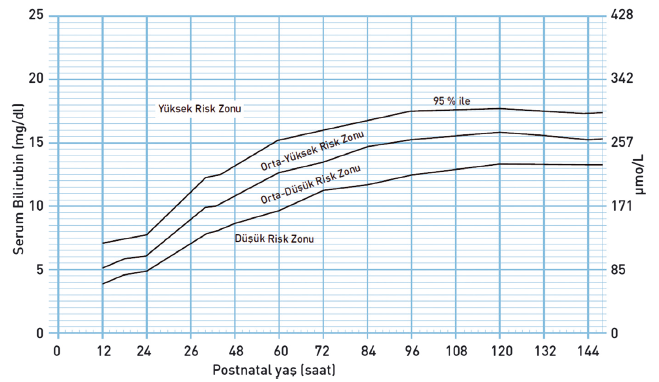 25
20
15
10
5
0
Serum Bilirubin (mg/dl)
428
342
257
171
85
0
µmo/L
Yüksek Risk Zonu
95 % ile
Orta-Yüksek Risk Zonu
Orta-Düşük Risk Zonu
Düşük Risk Zonu
0 12 24 26 48 60 72 84 96 108 120 132 144
Postnatal yaş (saat)